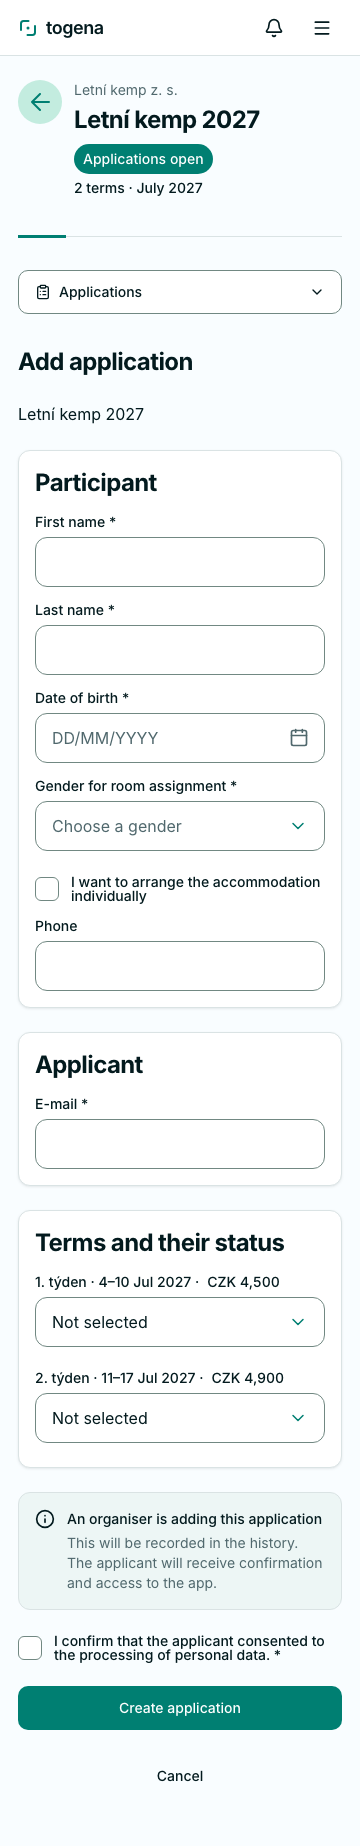 togena
Letní kemp z. s.
Letní kemp 2027
Applications open
2 terms · July 2027
Applications
Add application
Letní kemp 2027
Participant
First name *
Last name *
Date of birth *
DD/MM/YYYY
Gender for room assignment *
Choose a gender
I want to arrange the accommodation
individually
Phone
Applicant
E-mail *
Terms and their status
1. týden · 4–10 Jul 2027 · CZK 4,500
Not selected
2. týden · 11–17 Jul 2027 · CZK 4,900
Not selected
An organiser is adding this application
This will be recorded in the history.
The applicant will receive confirmation
and access to the app.
I confirm that the applicant consented to
the processing of personal data. *
Create application
Cancel